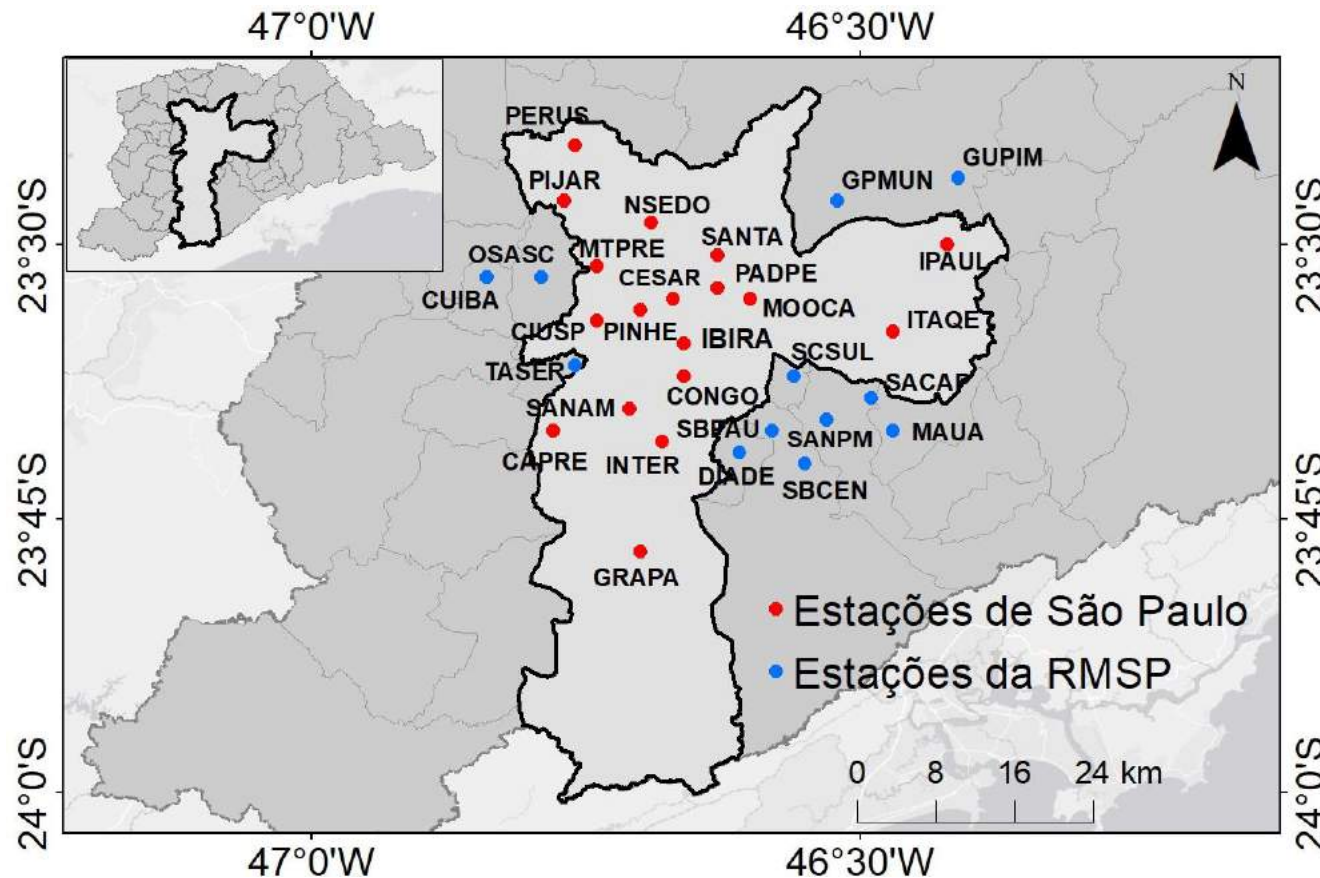 47°0'W 46°30'W
N
PERUS
GUPIM
PIJAR
GPMUN
NSEDO
23°30'S
SANTA
23°30'S
OSASC
MTPRE
IPAUL
CESAR
PADPE
CUIBA
MOOCA
CIUSP
PINHE
IBIRA
ITAQE
SCSUL
TASER
SACAP
CONGO
SANAM
SBPAU
SANPM
MAUA
CAPRE
INTER
DIADE
SBCEN
23°45'S
23°45'S
GRAPA
Estações de São Paulo
Estações da RMSP
0 8 16 24 km
24°0'S
24°0'S
47°0'W 46°30'W